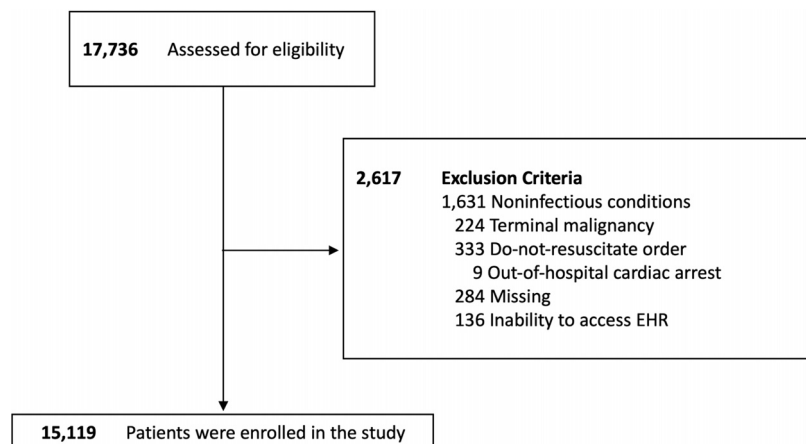 17,736 Assessed for eligibility
2,617 Exclusion Criteria
1,631 Noninfectious conditions
224 Terminal malignancy
333 Do-not-resuscitate order
9 Out-of-hospital cardiac arrest
284 Missing
136 Inability to access EHR
15,119 Patients were enrolled in the study